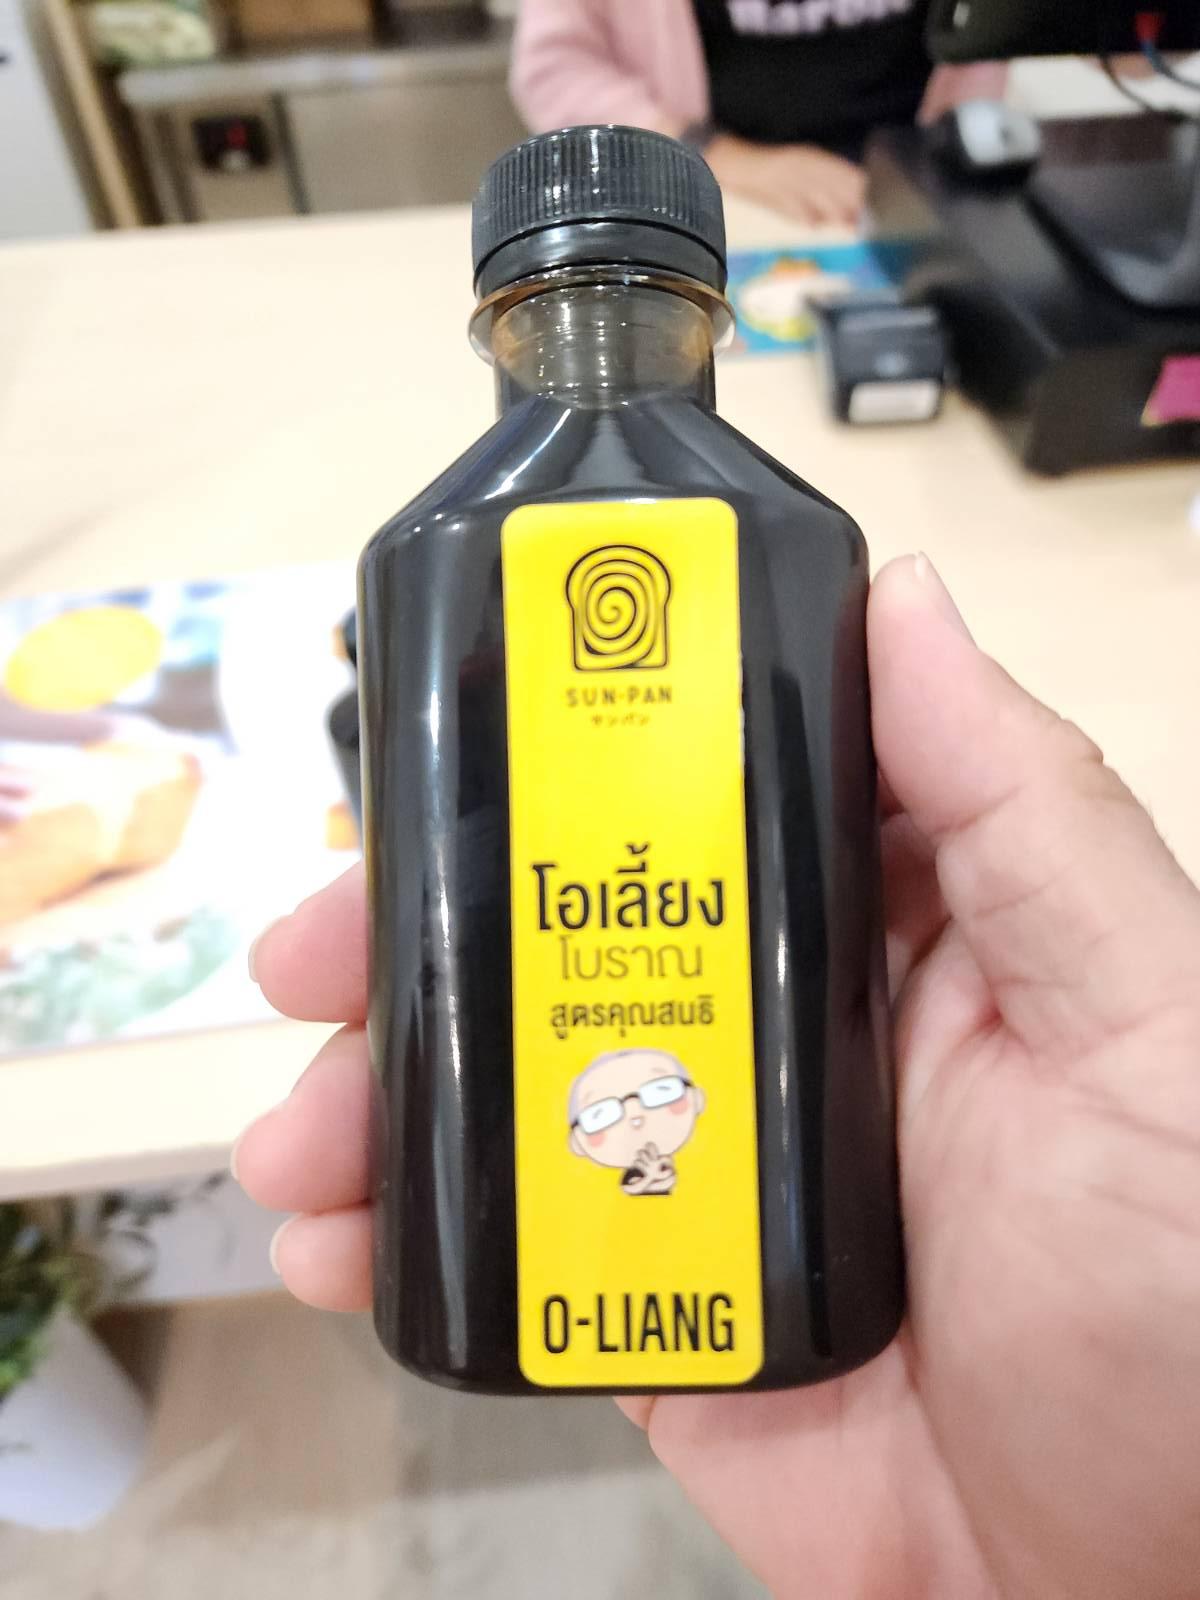 SUN-PAN
サンパン
โอเลี้ยง
โบราณ
สูตรคุณสนธิ
O-LIANG